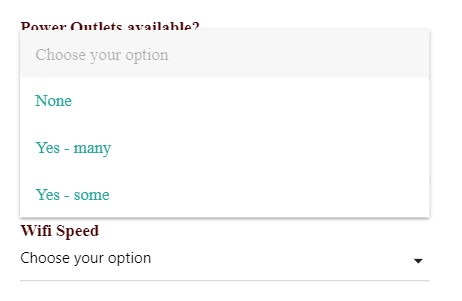 Power Outlets available?
Choose your option
None
Yes - many
Yes - some
Wifi Speed
Choose your option